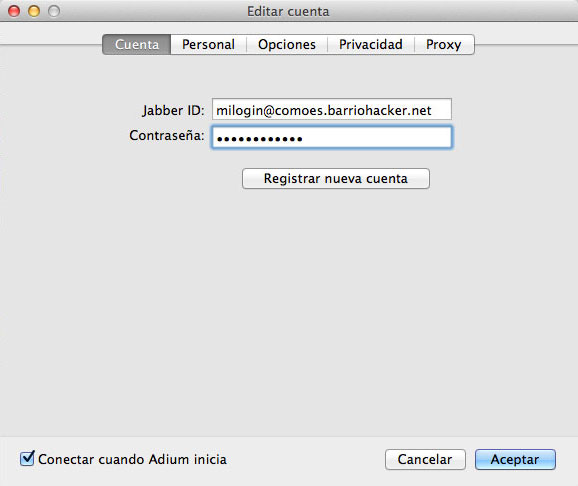 Editar cuenta
Cuenta Personal Opciones Privacidad Proxy
Jabber ID: milogin@comoes.barriohacker.net
Contraseña: ••••••••••••
Registrar nueva cuenta
Conectar cuando Adium inicia Cancelar Aceptar